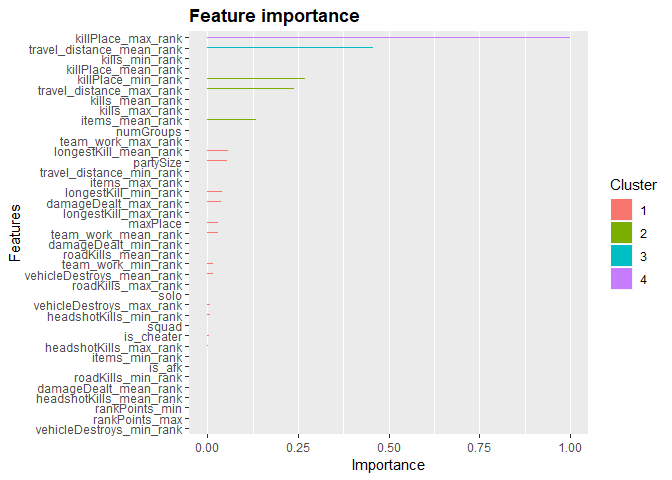 Feature importance
killPlace_max_rank
travel_distance_mean_rank
kills_min_rank
killPlace_mean_rank
killPlace_min_rank
travel_distance_max_rank
kills_mean_rank
kills_max_rank
items_mean_rank
numGroups
team_work_max_rank
longestKill_mean_rank
partySize
travel_distance_min_rank
items_max_rank
longestKill_min_rank
damageDealt_max_rank
longestKill_max_rank
maxPlace
team_work_mean_rank
damageDealt_min_rank
roadKills_mean_rank
team_work_min_rank
vehicleDestroys_mean_rank
roadKills_max_rank
solo
vehicleDestroys_max_rank
headshotKills_min_rank
squad
is_cheater
headshotKills_max_rank
items_min_rank
is_afk
roadKills_min_rank
damageDealt_mean_rank
headshotKills_mean_rank
rankPoints_min
rankPoints_max
vehicleDestroys_min_rank
Features
0.00 0.25 0.50 0.75 1.00
Importance
Cluster
1
2
3
4